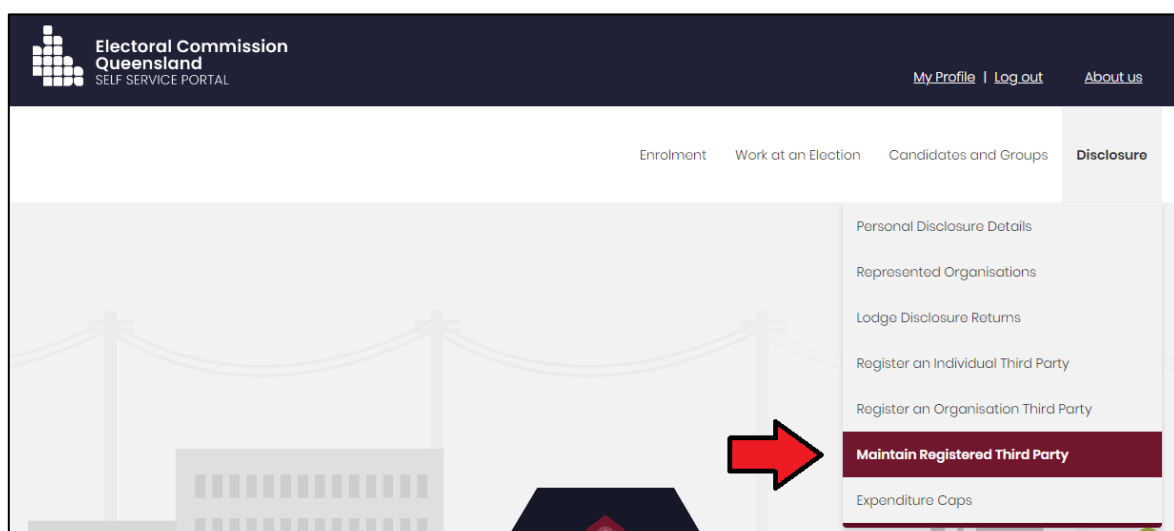 Electoral Commission
Queensland
SELF SERVICE PORTAL
My Profile | Log out About us
Enrolment Work at an Election Candidates and Groups Disclosure
Personal Disclosure Details
Represented Organisations
Lodge Disclosure Returns
Register an Individual Third Party
Register an Organisation Third Party
Maintain Registered Third Party
Expenditure Caps